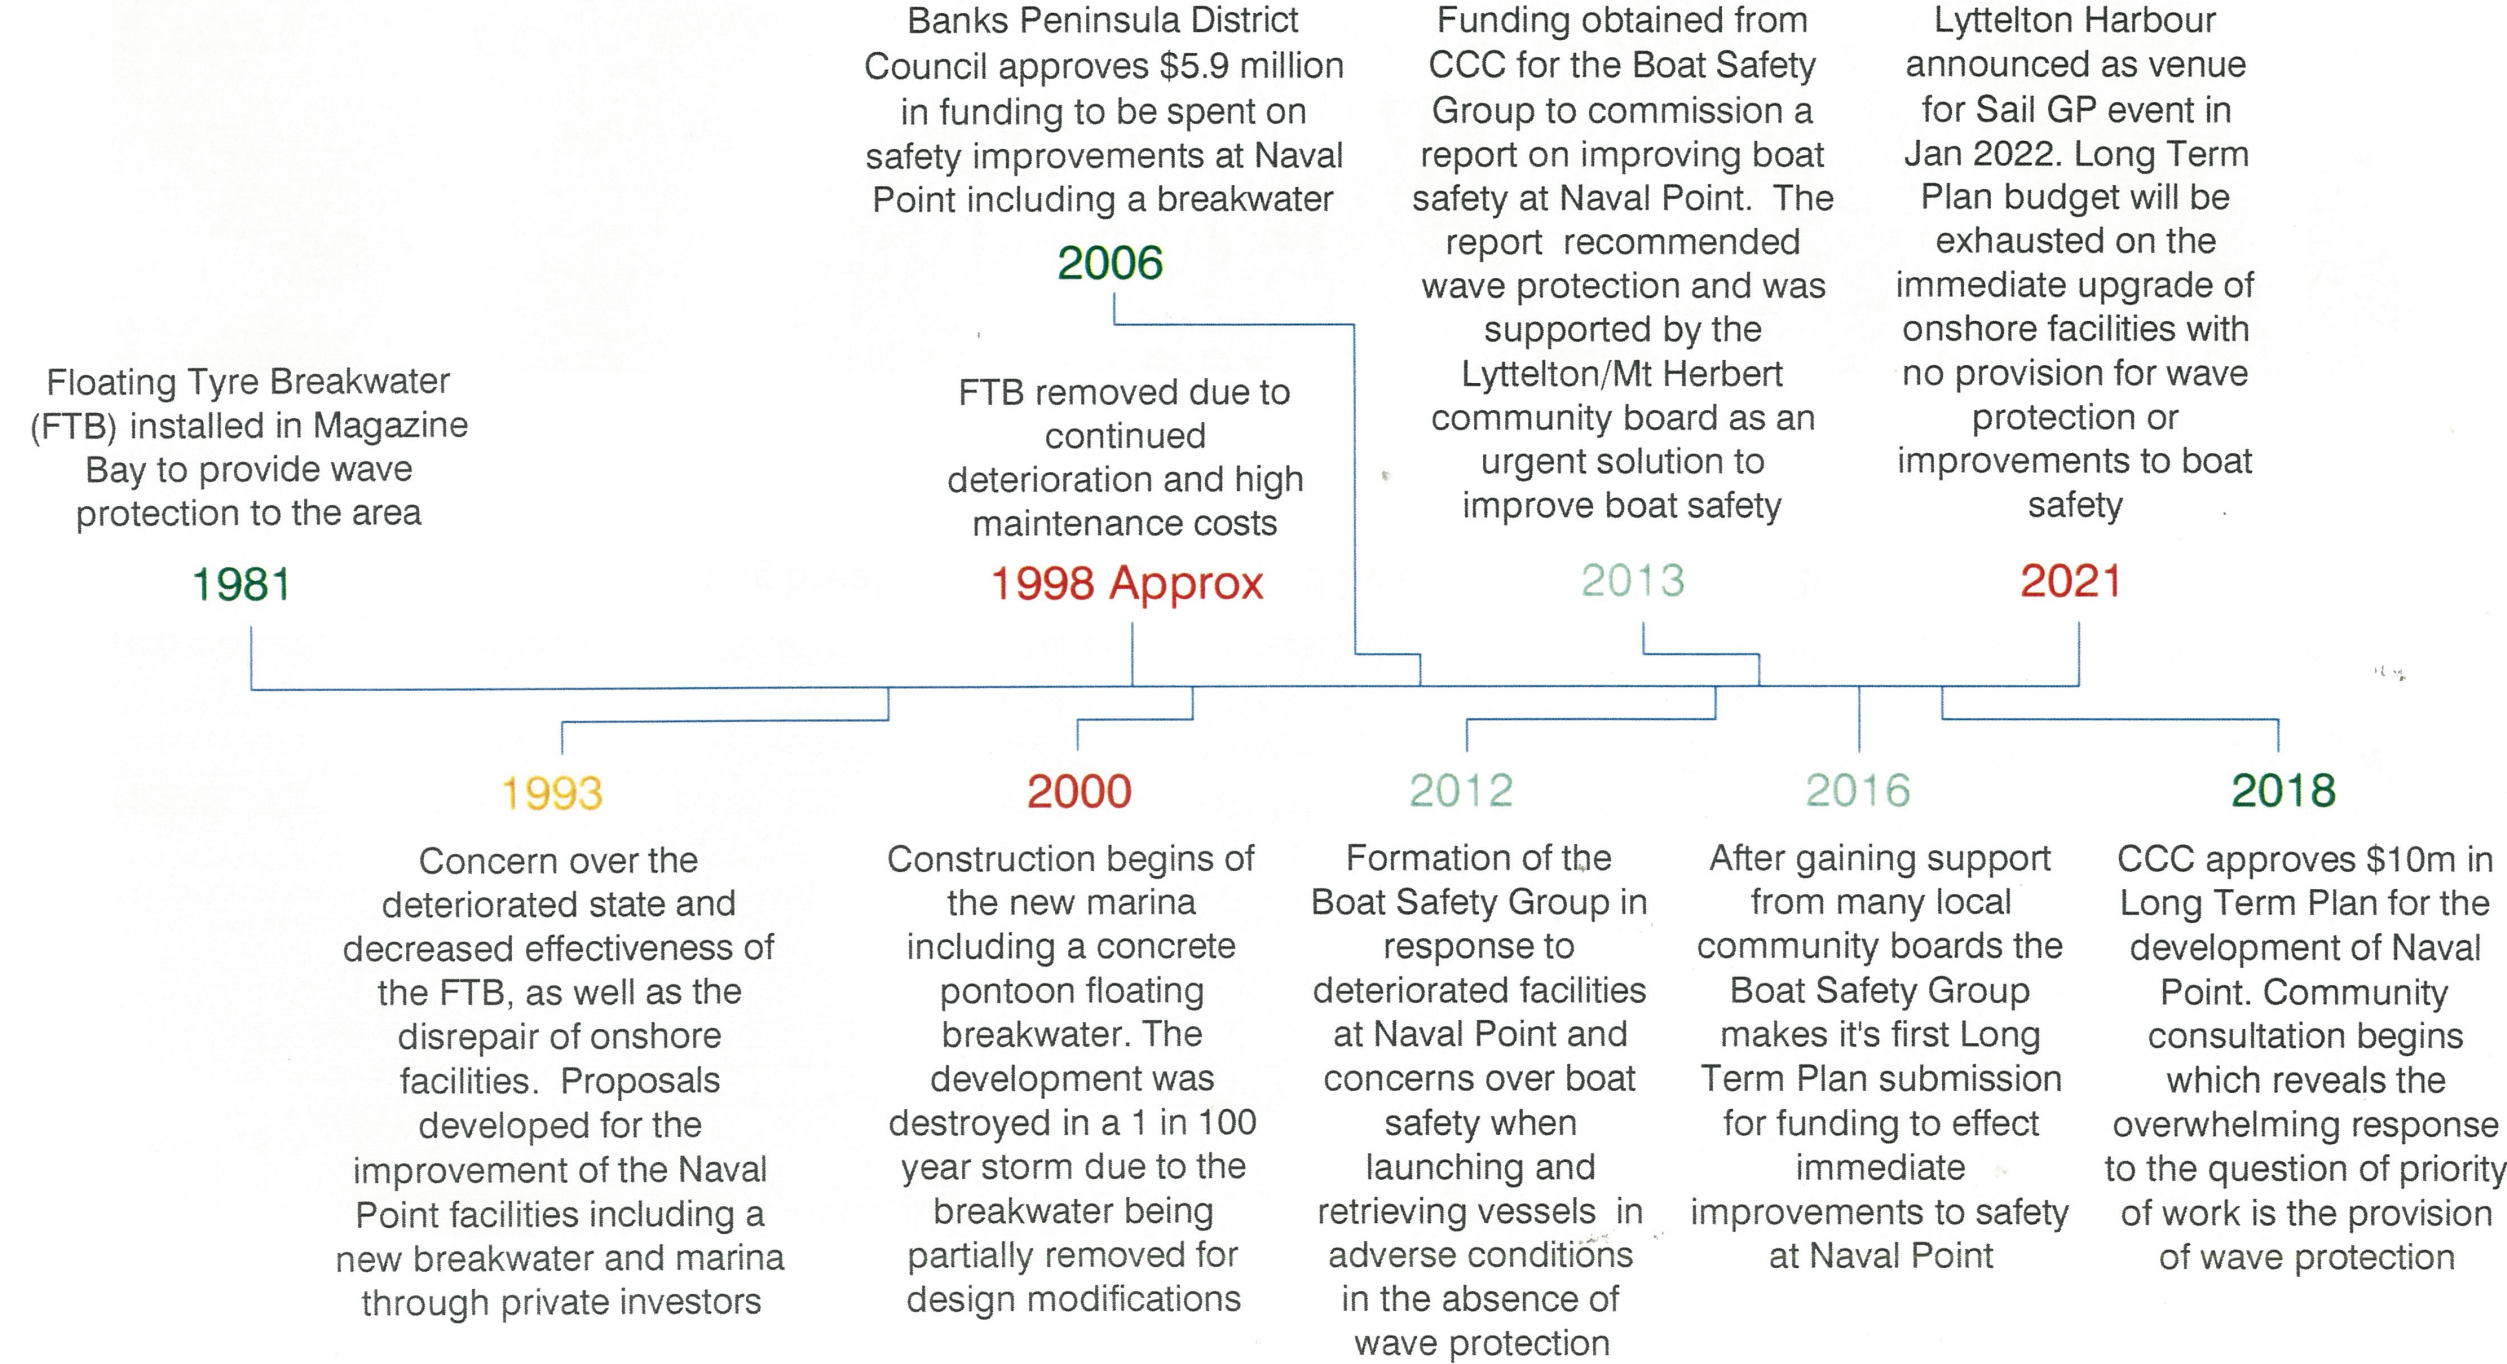 Banks Peninsula District
Council approves $5.9 million
in funding to be spent on
safety improvements at Naval
Point including a breakwater
2006
Funding obtained from
CCC for the Boat Safety
Group to commission a
report on improving boat
safety at Naval Point.  The
report  recommended
wave protection and was
supported by the
Lyttelton/Mt Herbert
community board as an
urgent solution to
improve boat safety
2013
Lyttelton Harbour
announced as venue
for Sail GP event in
Jan 2022. Long Term
Plan budget will be
exhausted on the
immediate upgrade of
onshore facilities with
no provision for wave
protection or
improvements to boat
safety
2021
Floating Tyre Breakwater
(FTB) installed in Magazine
Bay to provide wave
protection to the area
1981
FTB removed due to
continued
deterioration and high
maintenance costs
1998 Approx
1993
Concern over the
deteriorated state and
decreased effectiveness of
the FTB, as well as the
disrepair of onshore
facilities.  Proposals
developed for the
improvement of the Naval
Point facilities including a
new breakwater and marina
through private investors
2000
Construction begins of
the new marina
including a concrete
pontoon floating
breakwater. The
development was
destroyed in a 1 in 100
year storm due to the
breakwater being
partially removed for
design modifications
2012
Formation of the
Boat Safety Group in
response to
deteriorated facilities
at Naval Point and
concerns over boat
safety when
launching and
retrieving vessels  in
adverse conditions
in the absence of
wave protection
2016
After gaining support
from many local
community boards the
Boat Safety Group
makes it's first Long
Term Plan submission
for funding to effect
immediate
improvements to safety
at Naval Point
2018
CCC approves $10m in
Long Term Plan for the
development of Naval
Point. Community
consultation begins
which reveals the
overwhelming response
to the question of priority
of work is the provision
of wave protection